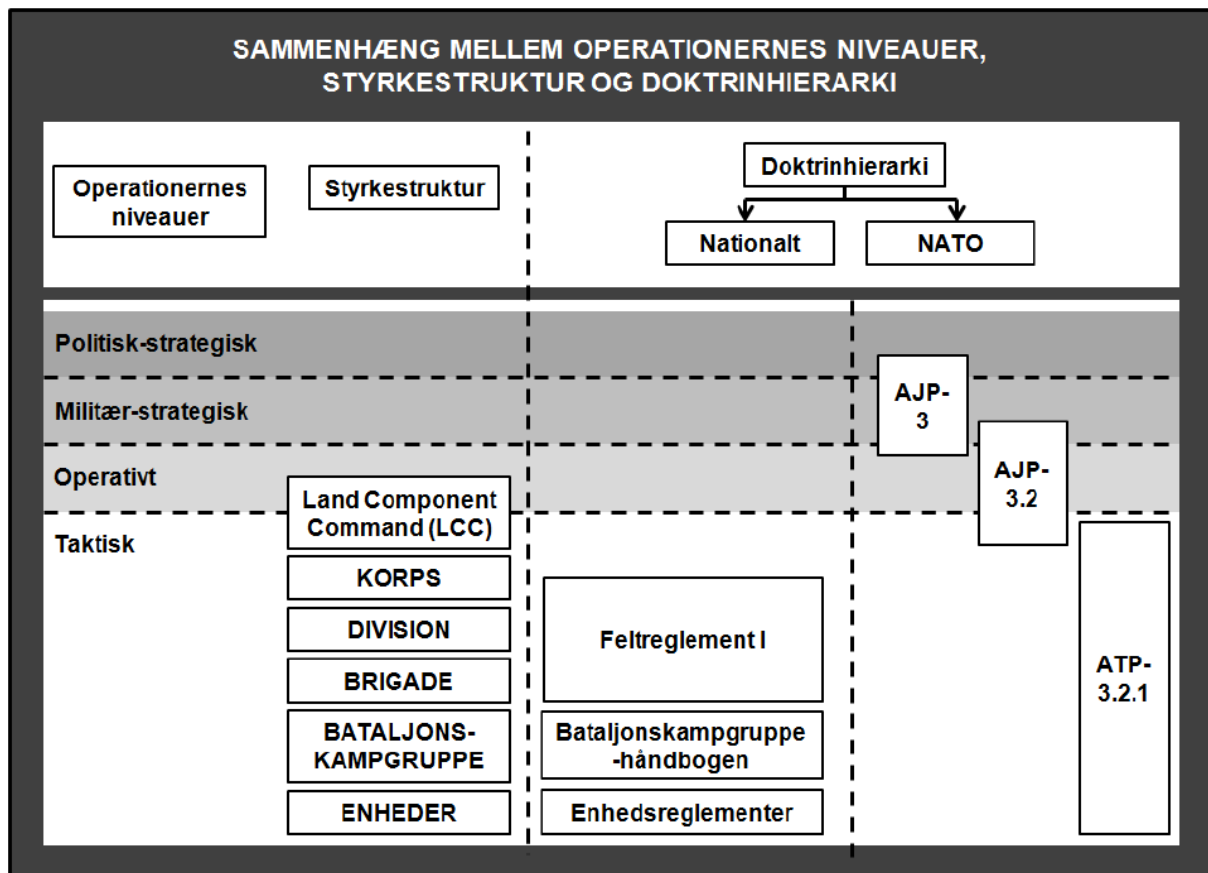 SAMMENHÆNG MELLEM OPERATIONERNES NIVEAUER,
STYRKESTRUKTUR OG DOKTRINHIERARKI
Operationernes
niveauer
Styrkestruktur
Doktrinhierarki
Nationalt
NATO
Politisk-strategisk
Militær-strategisk
Operativt
Taktisk
Land Component
Command (LCC)
KORPS
DIVISION
BRIGADE
BATALJONS-
KAMPGRUPPE
ENHEDER
Feltreglement I
Bataljonskampgruppe
-håndbogen
Enhedsreglementer
AJP-
3
AJP-
3.2
ATP-
3.2.1